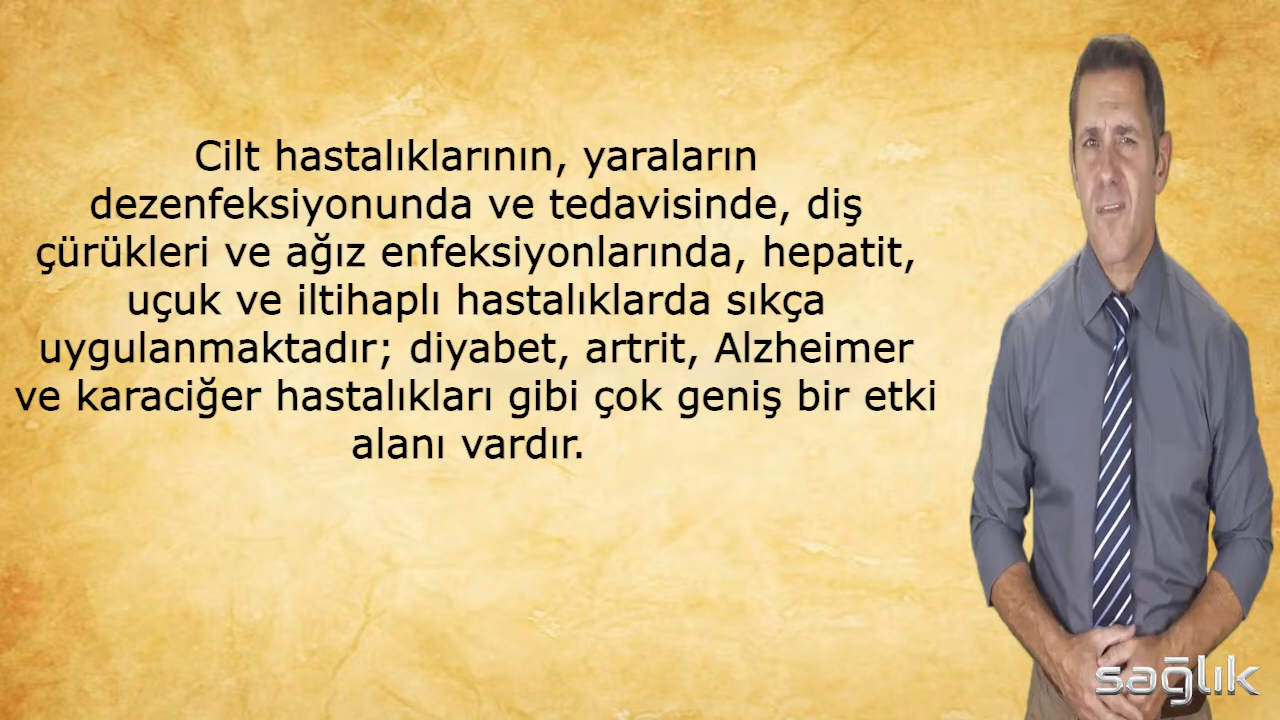 Cilt hastalıklarının, yaraların
dezenfeksiyonunda ve tedavisinde, diş
çürükleri ve ağız enfeksiyonlarında, hepatit,
uçuk ve iltihaplı hastalıklarda sıkça
uygulanmaktadır; diyabet, artrit, Alzheimer
ve karaciğer hastalıkları gibi çok geniş bir etki
alanı vardır.
sağlık